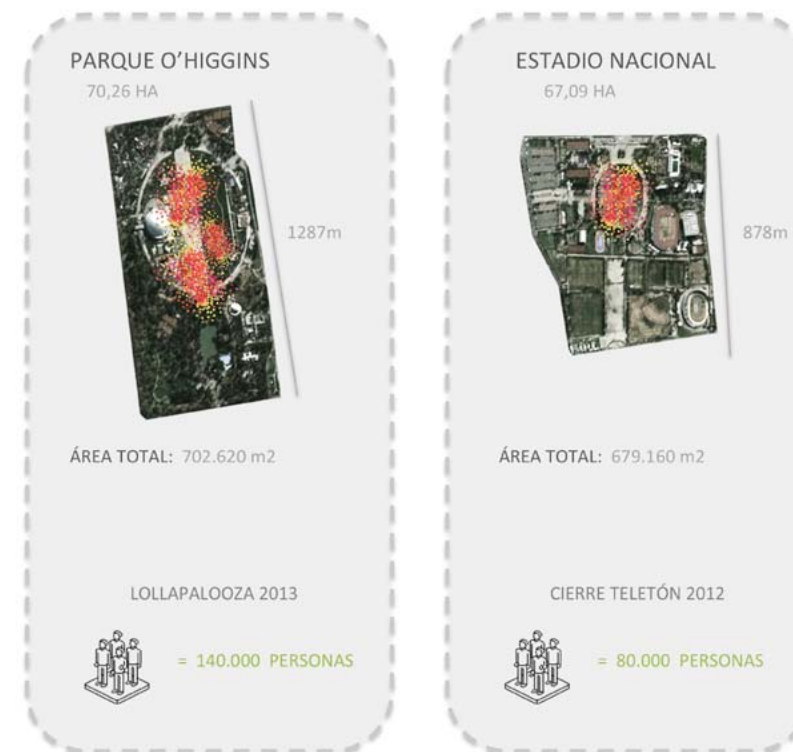 PARQUE O'HIGGINS
70,26 HA
1287m
ÁREA TOTAL: 702.620 m2
LOLLAPALOOZA 2013
= 140.000 PERSONAS
ESTADIO NACIONAL
67,09 HA
878m
ÁREA TOTAL: 679.160 m2
CIERRE TELETÓN 2012
= 80.000 PERSONAS